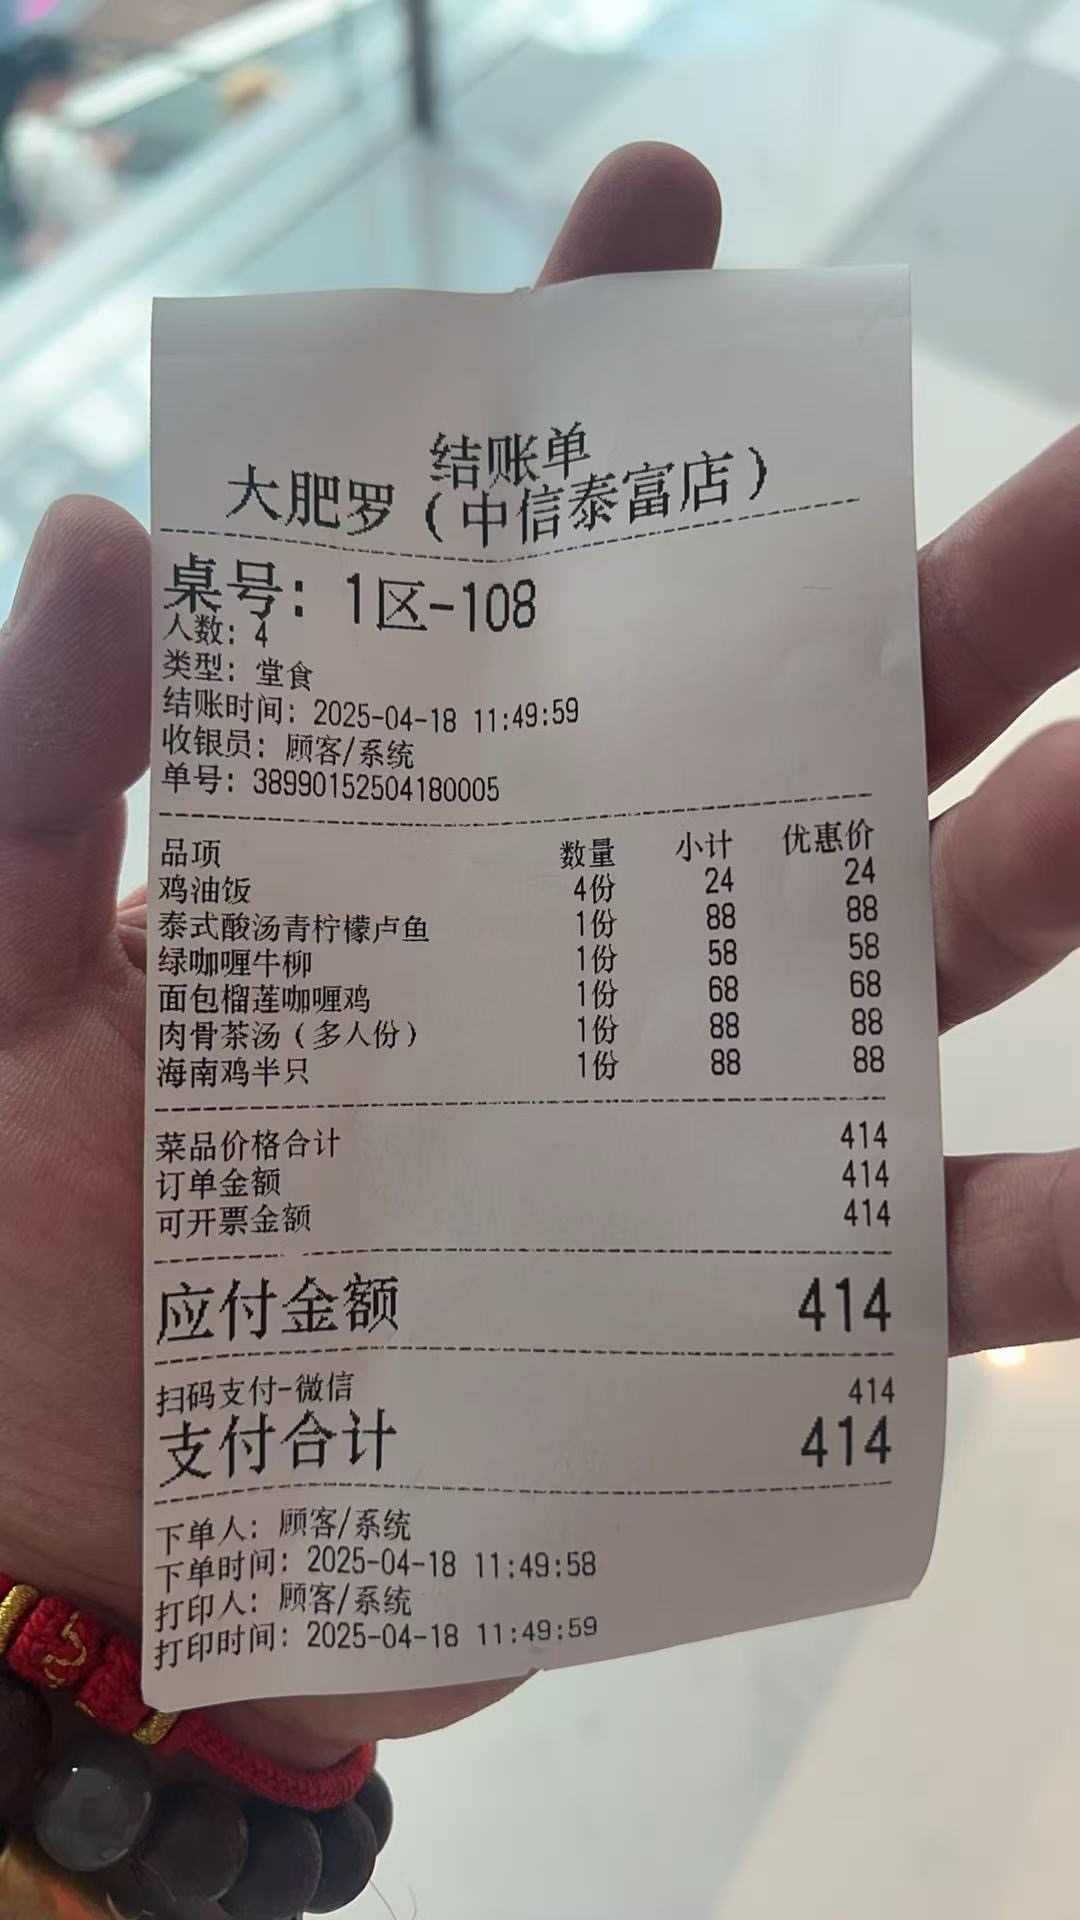 结账单
大肥罗（中信泰富店）
桌号：1区-108
人数：4
类型：堂食
结账时间：2025-04-18 11:49:59
收银员：顾客/系统
单号：38990152504180005
品项 数量 小计 优惠价
鸡油饭 4份 24 24
泰式酸汤青柠檬卢鱼 1份 88 88
绿咖喱牛柳 1份 58 58
面包榴莲咖喱鸡 1份 68 68
肉骨茶汤（多人份） 1份 88 88
海南鸡半只 1份 88 88
菜品价格合计 414
订单金额 414
可开票金额 414
应付金额 414
扫码支付-微信 414
支付合计 414
下单人：顾客/系统
下单时间：2025-04-18 11:49:58
打印人：顾客/系统
打印时间：2025-04-18 11:49:59